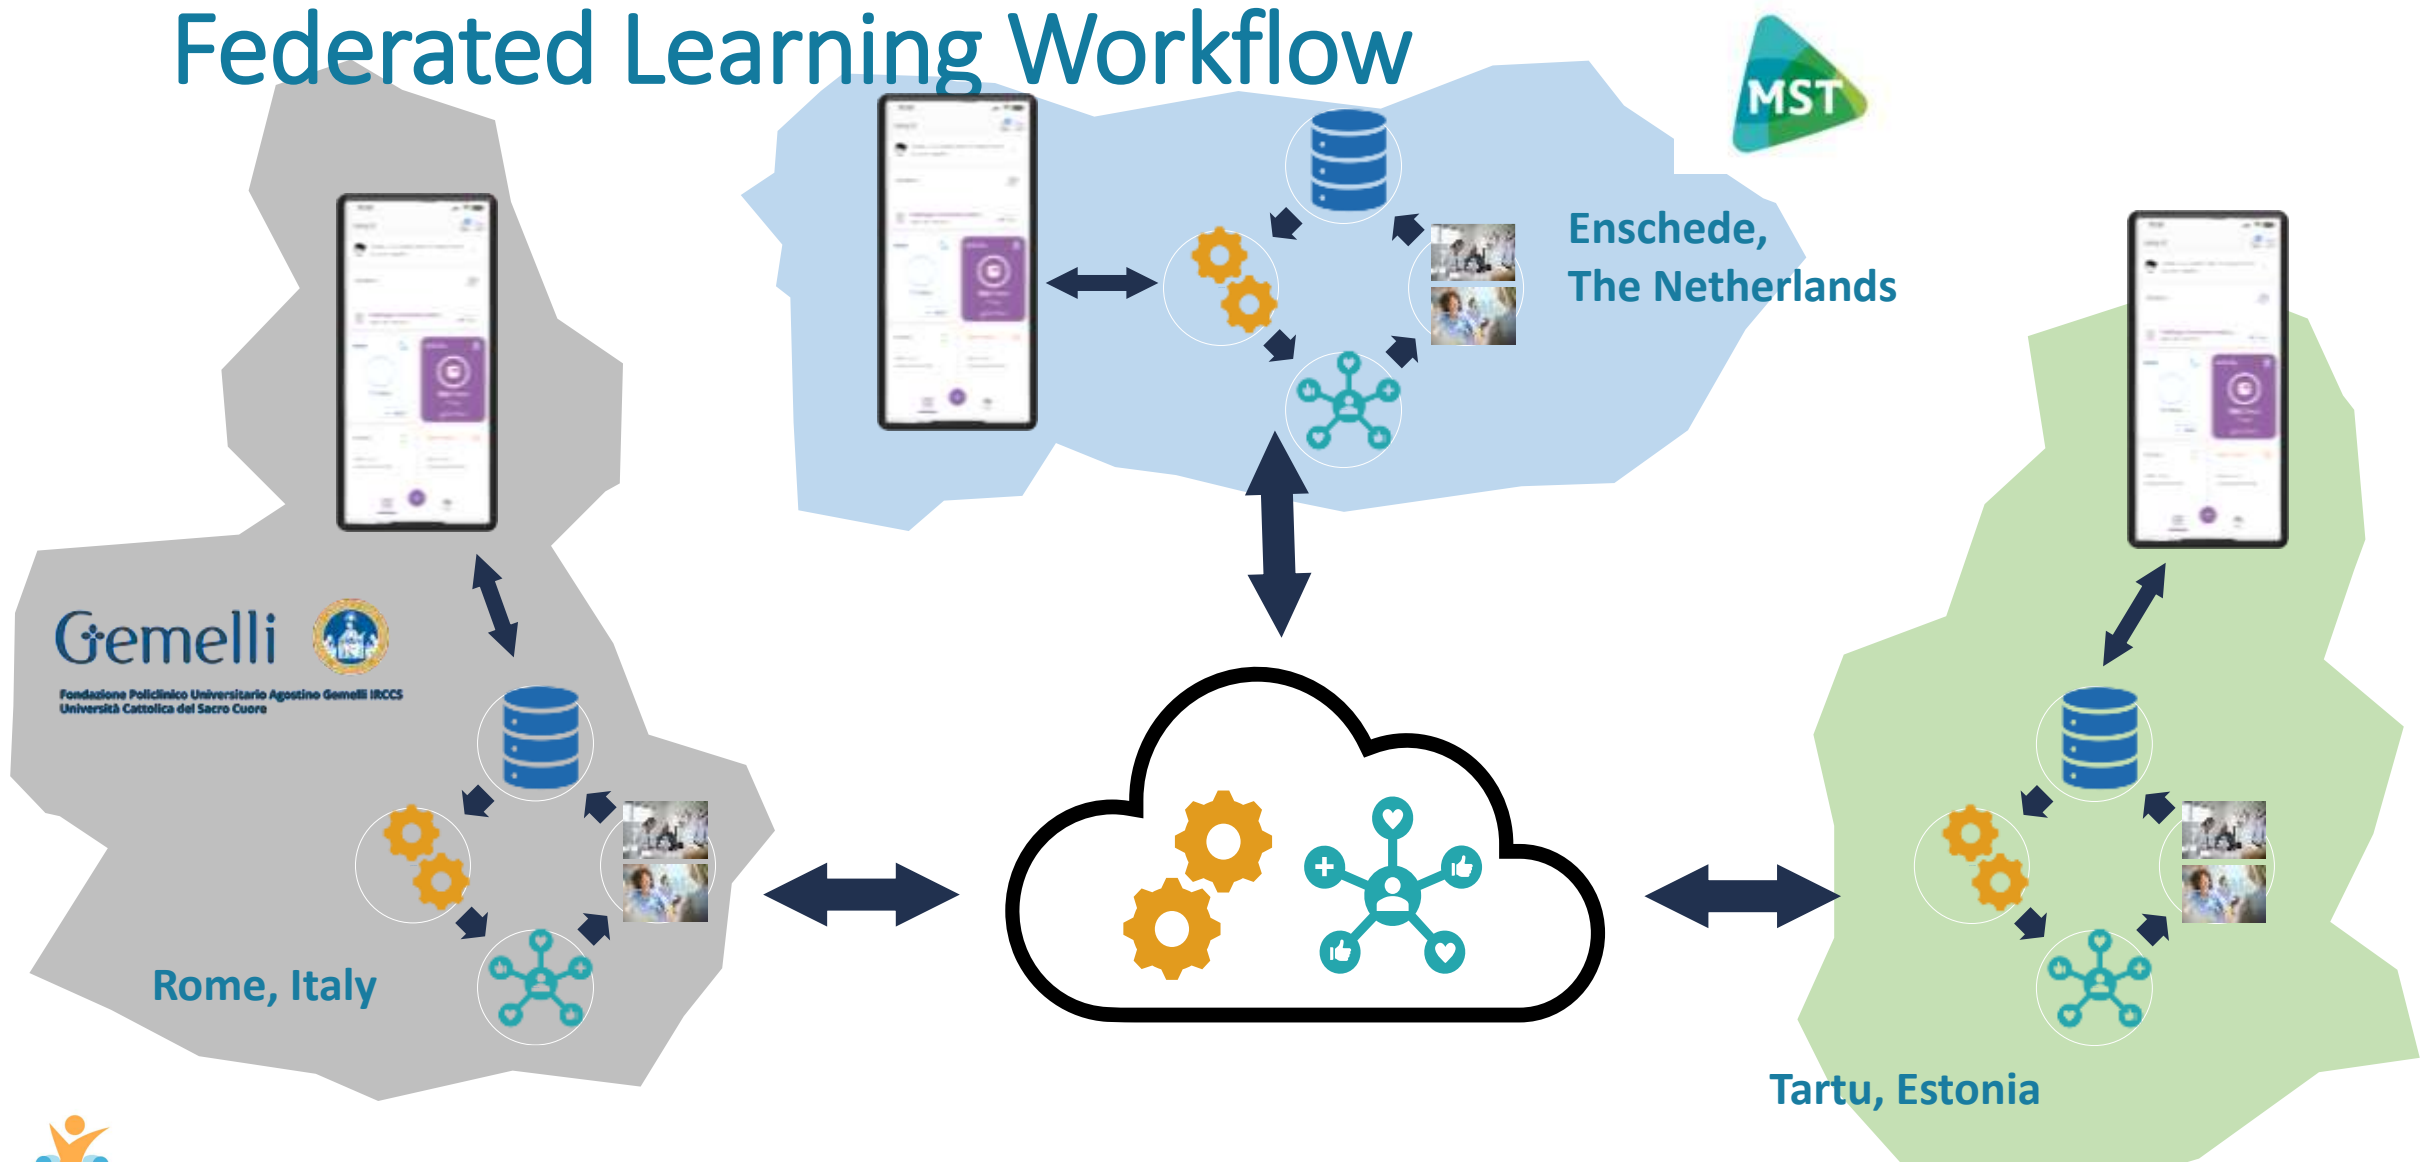 Federated Learning Workflow
MST
Enschede,
The Netherlands
Gemelli
Fondazione Policlinico Universitario Agostino Gemelli IRCCS
Università Cattolica del Sacro Cuore
Rome, Italy
Tartu, Estonia